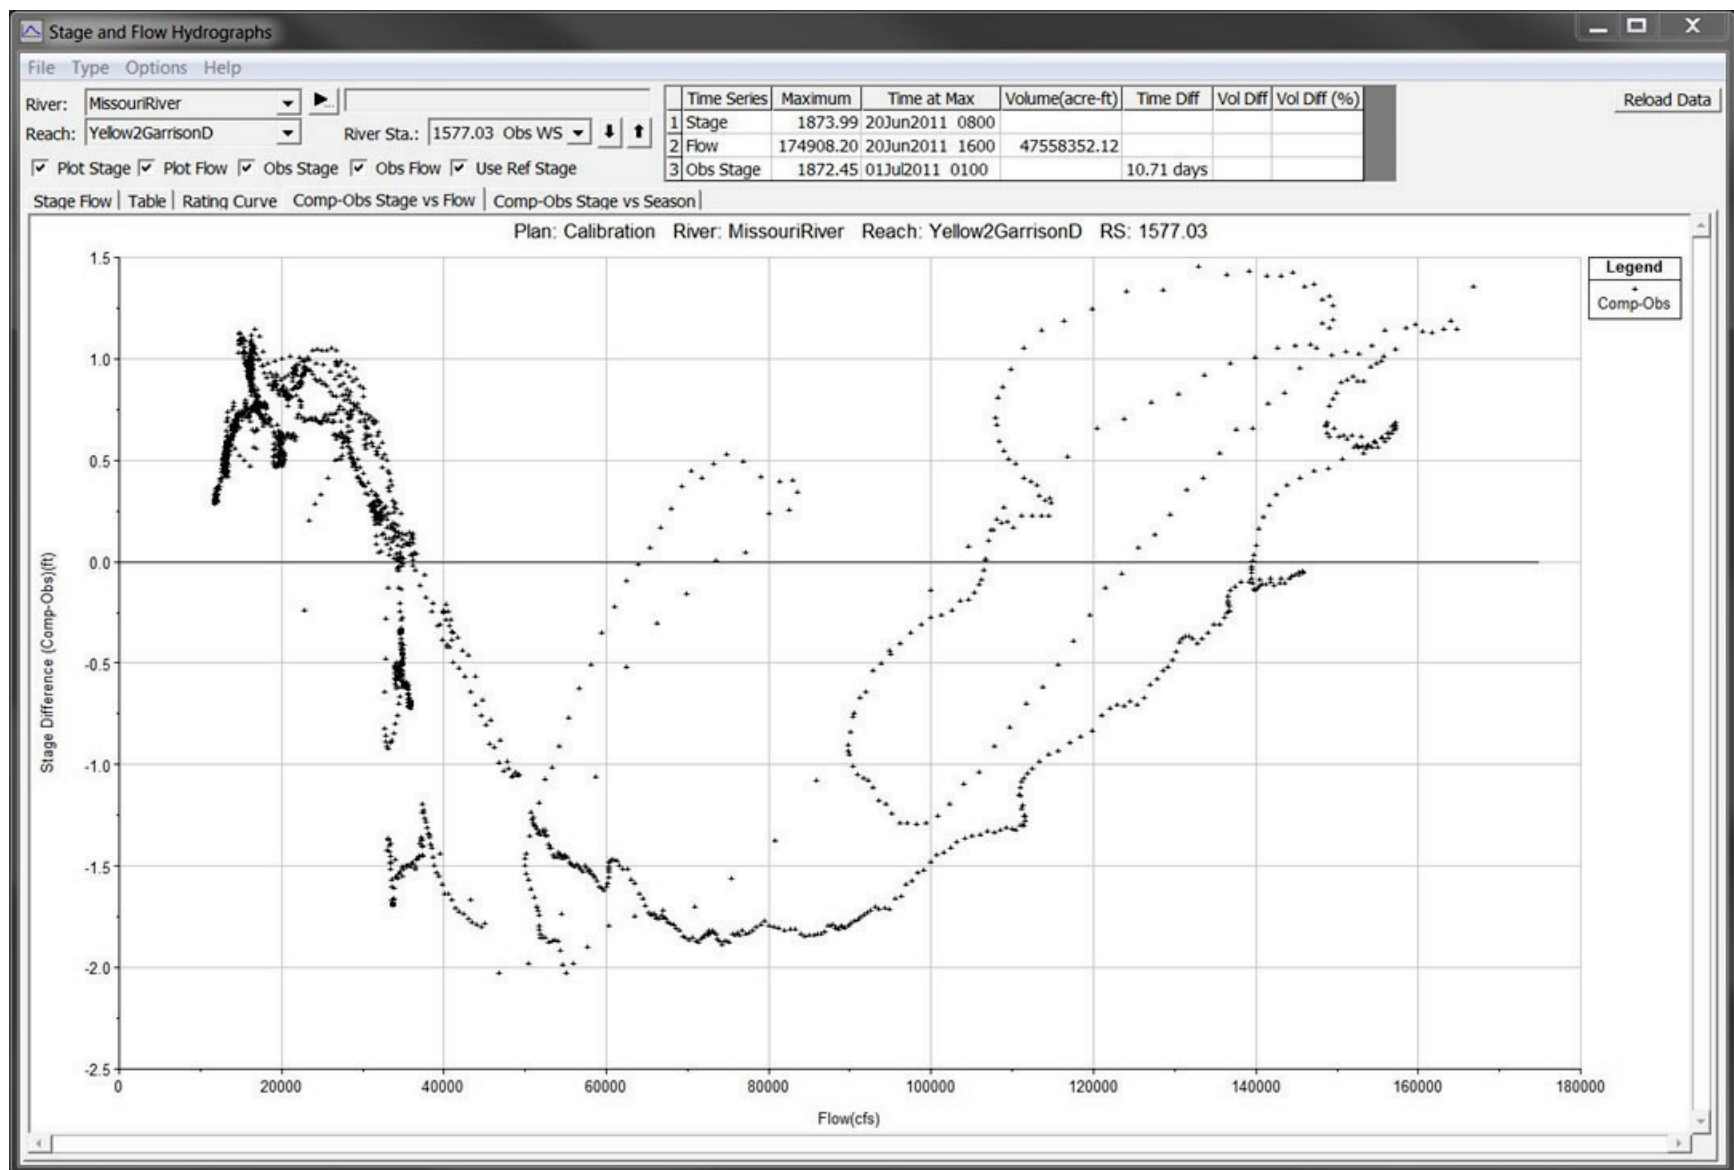 Stage and Flow Hydrographs
File Type Options Help
River: MissouriRiver
Reach: Yellow2GarrisonD River Sta.: 1577.03 Obs WS
Plot Stage Plot Flow Obs Stage Obs Flow Use Ref Stage
Time Series Maximum Time at Max Volume(acre-ft) Time Diff Vol Diff Vol Diff (%)
1 Stage 1873.99 20Jun2011 0800
2 Flow 174908.20 20Jun2011 1600 47558352.12
3 Obs Stage 1872.45 01Jul2011 0100 10.71 days
Reload Data
Stage Flow Table Rating Curve Comp-Obs Stage vs Flow Comp-Obs Stage vs Season
Plan: Calibration River: MissouriRiver Reach: Yellow2GarrisonD RS: 1577.03
Legend
Comp-Obs
Stage Difference (Comp-Obs)(ft)
1.5
1.0
0.5
0.0
-0.5
-1.0
-1.5
-2.0
-2.5
0 20000 40000 60000 80000 100000 120000 140000 160000 180000
Flow(cfs)